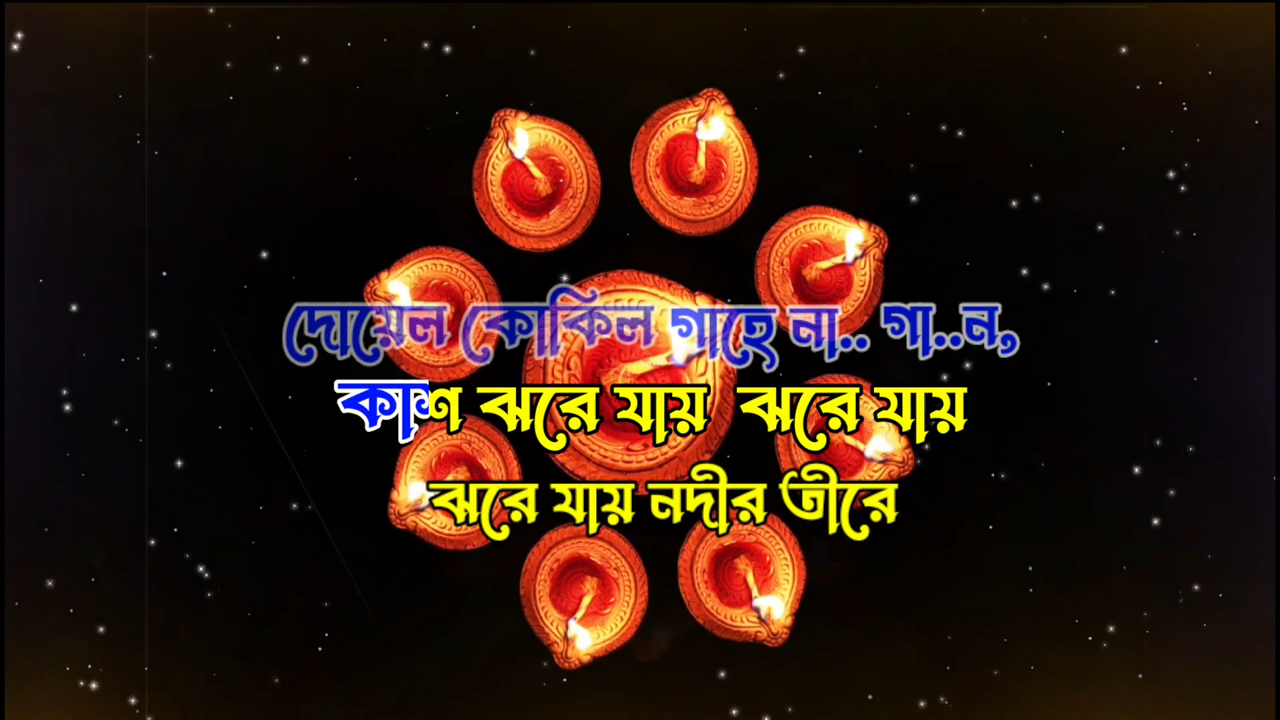 দোয়েল কোকিল গাহে না.. গা..ন,
কাশ ঝরে যায় ঝরে যায়
ঝরে যায় নদীর তীরে